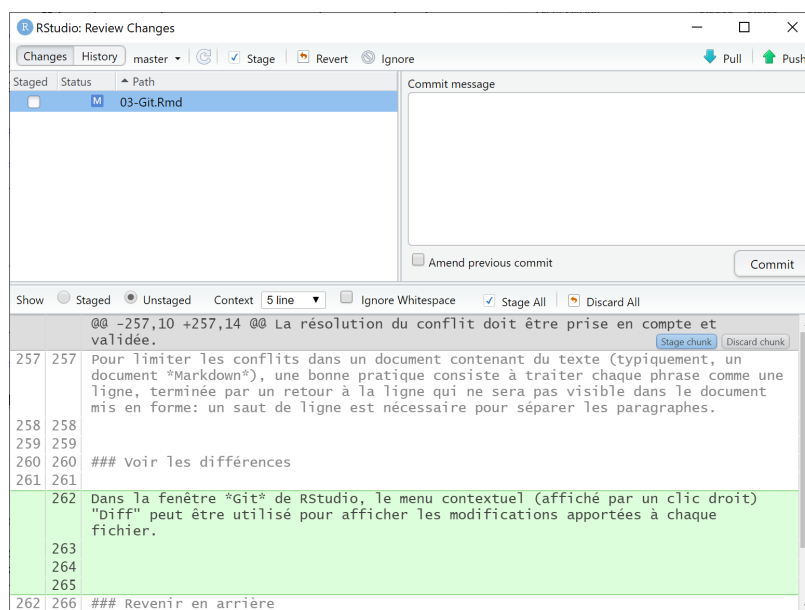 RStudio: Review Changes
Changes History master Stage Revert Ignore Pull Push
Staged Status Path
M 03-Git.Rmd
Commit message
Amend previous commit
Commit
Show Staged Unstaged Context 5 line Ignore Whitespace Stage All Discard All
@@ -257,10 +257,14 @@ La résolution du conflit doit être prise en compte et
validée.
Stage chunk Discard chunk
257 257 Pour limiter les conflits dans un document contenant du texte (typiquement, un
document *Markdown*), une bonne pratique consiste à traiter chaque phrase comme une
ligne, terminée par un retour à la ligne qui ne sera pas visible dans le document
mis en forme: un saut de ligne est nécessaire pour séparer les paragraphes.
258 258
259 259
260 260 ### Voir les différences
261 261
262 Dans la fenêtre *Git* de RStudio, le menu contextuel (affiché par un clic droit)
"Diff" peut être utilisé pour afficher les modifications apportées à chaque
fichier.
263
264
265
262 266 ### Revenir en arrière